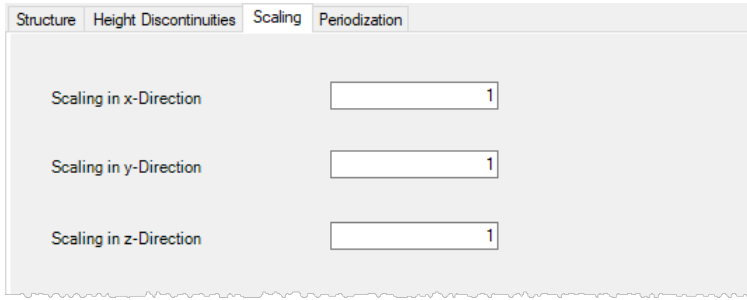 Structure Height Discontinuities Scaling Periodization
Scaling in x-Direction 1
Scaling in y-Direction 1
Scaling in z-Direction 1